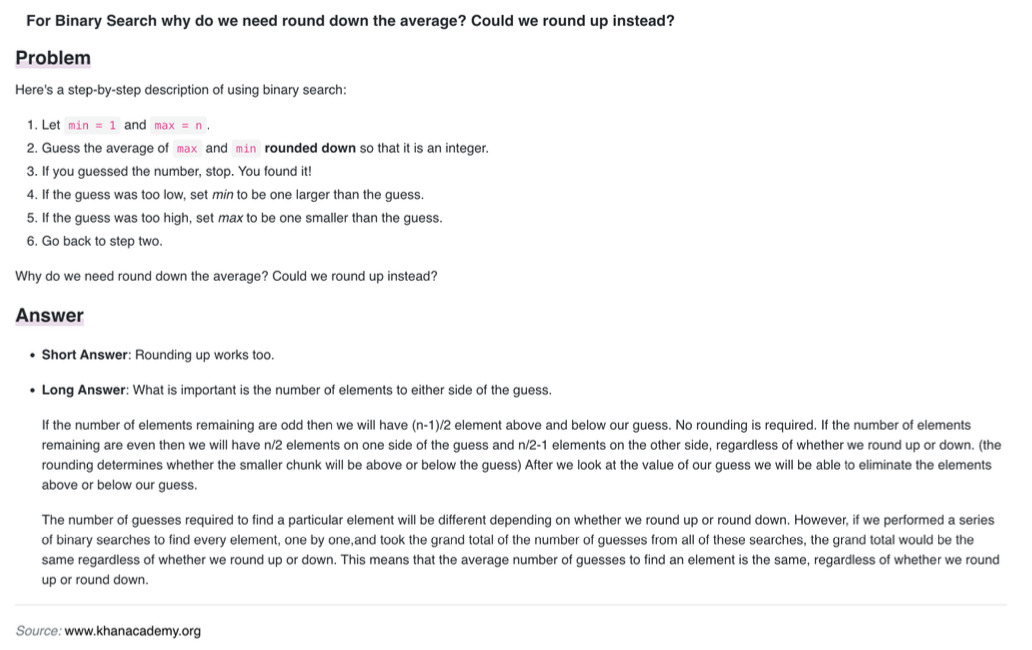 For Binary Search why do we need round down the average? Could we round up instead?
Problem
Here's a step-by-step description of using binary search:
1. Let min = 1 and max = n .
2. Guess the average of max and min rounded down so that it is an integer.
3. If you guessed the number, stop. You found it!
4. If the guess was too low, set min to be one larger than the guess.
5. If the guess was too high, set max to be one smaller than the guess.
6. Go back to step two.
Why do we need round down the average? Could we round up instead?
Answer
• Short Answer: Rounding up works too.
• Long Answer: What is important is the number of elements to either side of the guess.
If the number of elements remaining are odd then we will have (n-1)/2 element above and below our guess. No rounding is required. If the number of elements
remaining are even then we will have n/2 elements on one side of the guess and n/2-1 elements on the other side, regardless of whether we round up or down. (the
rounding determines whether the smaller chunk will be above or below the guess) After we look at the value of our guess we will be able to eliminate the elements
above or below our guess.
The number of guesses required to find a particular element will be different depending on whether we round up or round down. However, if we performed a series
of binary searches to find every element, one by one,and took the grand total of the number of guesses from all of these searches, the grand total would be the
same regardless of whether we round up or down. This means that the average number of guesses to find an element is the same, regardless of whether we round
up or round down.
Source: www.khanacademy.org